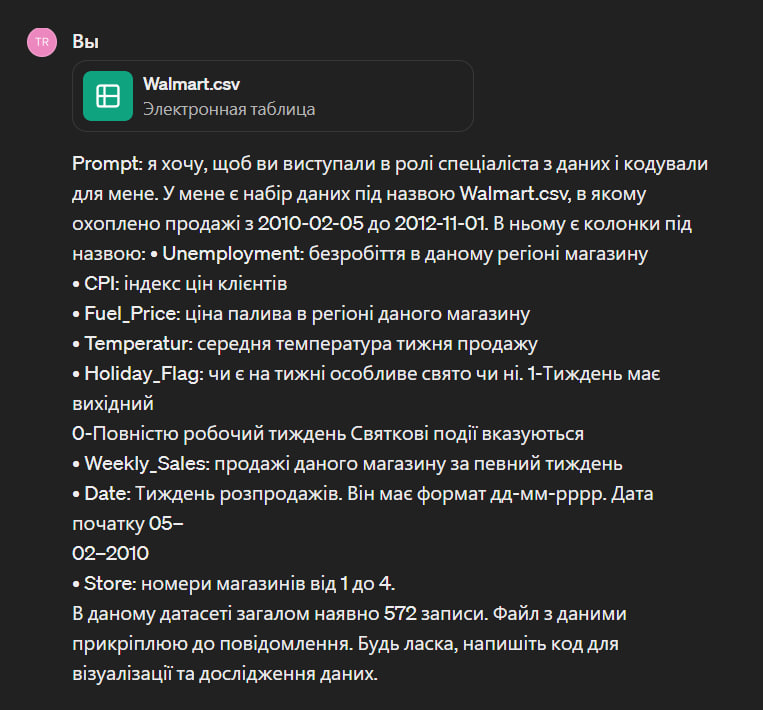 TR
Вы
Walmart.csv
Электронная таблица
Prompt: я хочу, щоб ви виступали в ролі спеціаліста з даних і кодували
для мене. У мене є набір даних під назвою Walmart.csv, в якому
охоплено продажі з 2010-02-05 до 2012-11-01. В ньому є колонки під
назвою: • Unemployment: безробіття в даному регіоні магазину
• CPI: індекс цін клієнтів
• Fuel_Price: ціна палива в регіоні даного магазину
• Temperatur: середня температура тижня продажу
• Holiday_Flag: чи є на тижні особливе свято чи ні. 1-Тиждень має
вихідний
0-Повністю робочий тиждень Святкові події вказуються
• Weekly_Sales: продажі даного магазину за певний тиждень
• Date: Тиждень розпродажів. Він має формат дд-мм-рррр. Дата
початку 05–
02–2010
• Store: номери магазинів від 1 до 4.
В даному датасеті загалом наявно 572 записи. Файл з даними
прикріплюю до повідомлення. Будь ласка, напишіть код для
візуалізації та дослідження даних.